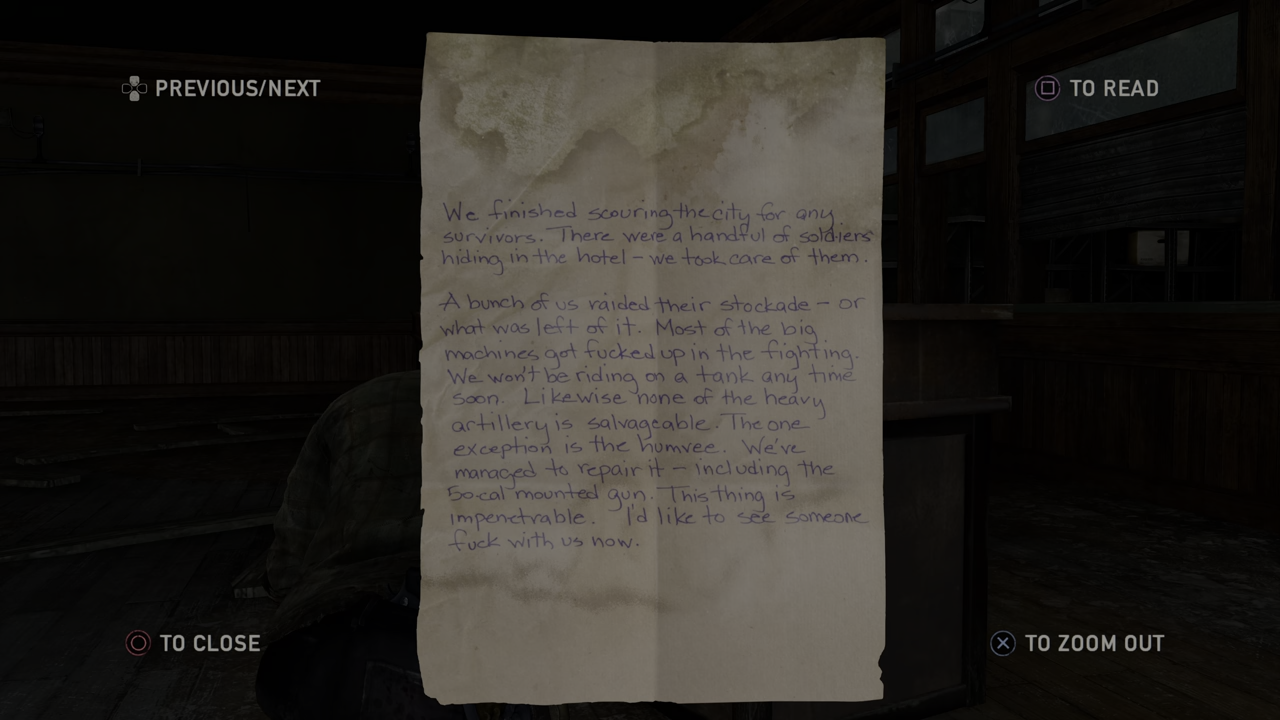 PREVIOUS/NEXT
TO READ
We finished scouring the city for any
survivors. There were a handful of soldiers
hiding in the hotel – we took care of them.
A bunch of us raided their stockade – or
what was left of it. Most of the big
machines got fucked up in the fighting.
We won't be riding on a tank any time
soon. Likewise none of the heavy
artillery is salvageable. The one
exception is the humvee. We've
managed to repair it – including the
50-cal mounted gun. This thing is
impenetrable. I'd like to see someone
fuck with us now.
TO CLOSE
TO ZOOM OUT